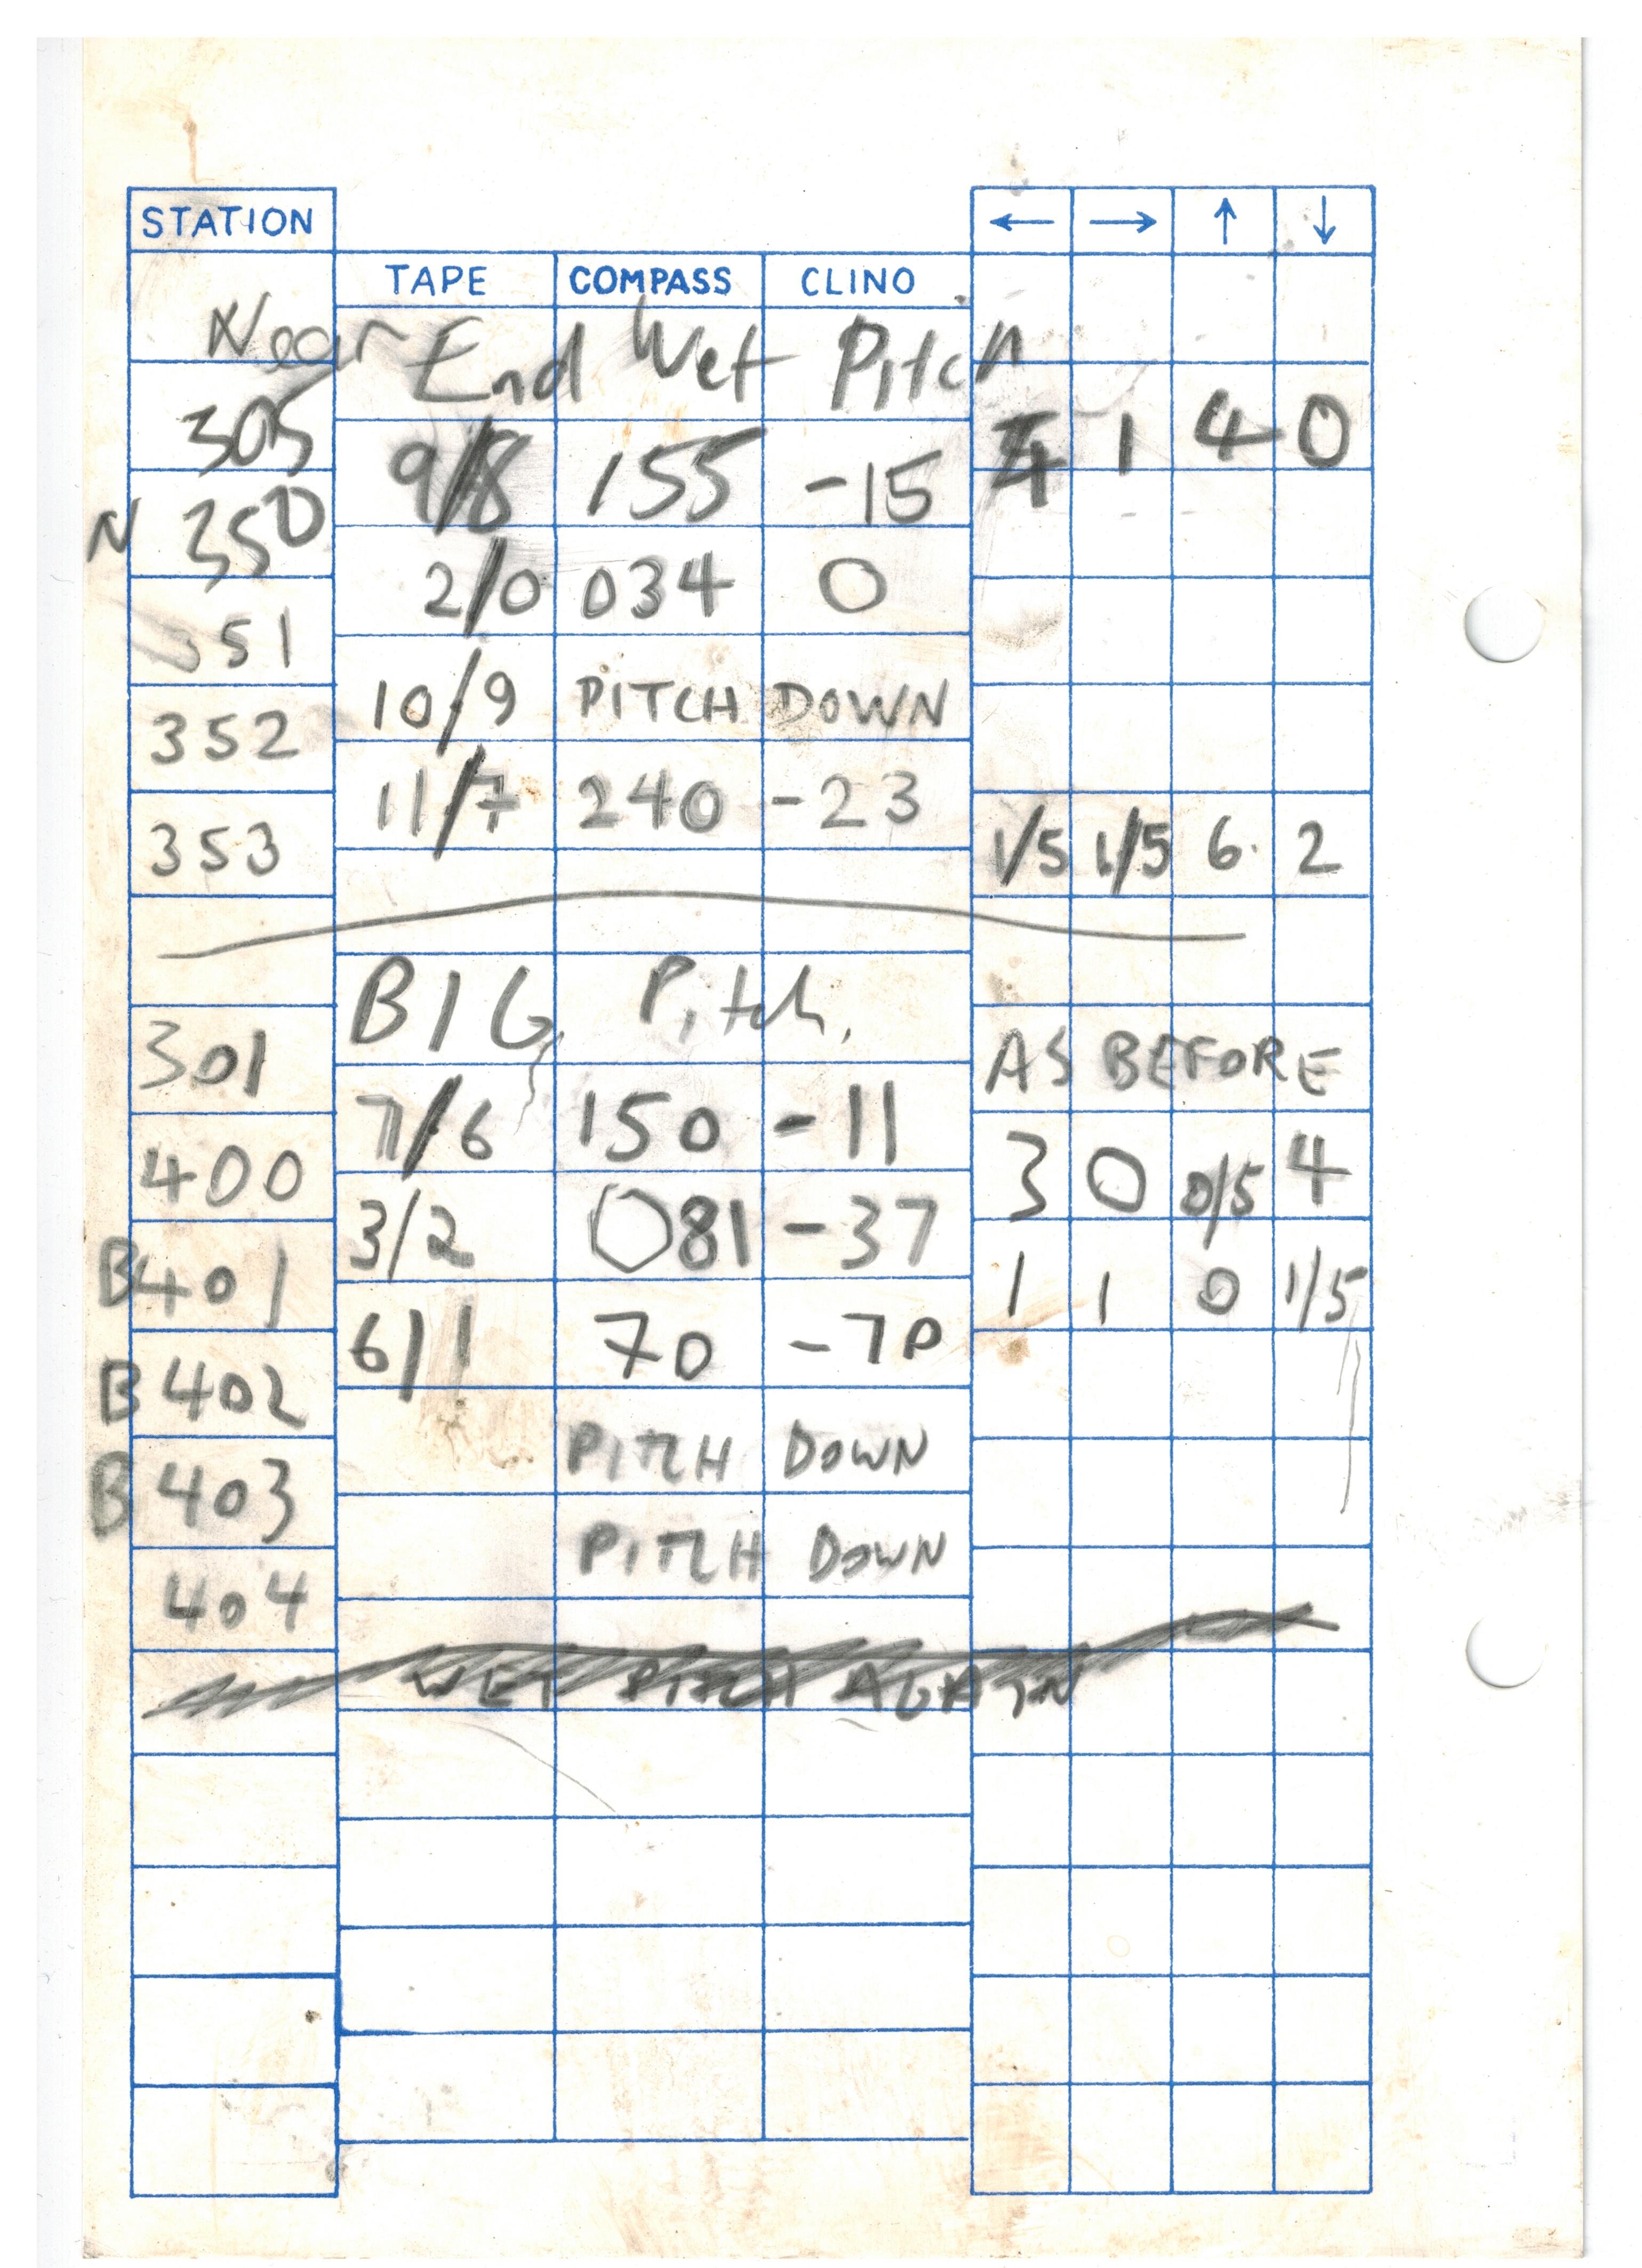 STATION ← → ↑ ↓
TAPE COMPASS CLINO
Near End Wet Pitch
305 1 4 0
9/8 155 -15
N 350
2/0 034 0
351
10/9 PITCH DOWN
352
11/7 240 -23
353 1/5 1/5 6 2
BIG Pitch.
301 AS BEFORE
7/6 150 -11
400 3 0 0/5 4
3/2 081 -37
B401 1 1 0 1/5
6/1 70 -70
B402
PITCH DOWN
B403
PITCH DOWN
404
WET PITCH AGAIN